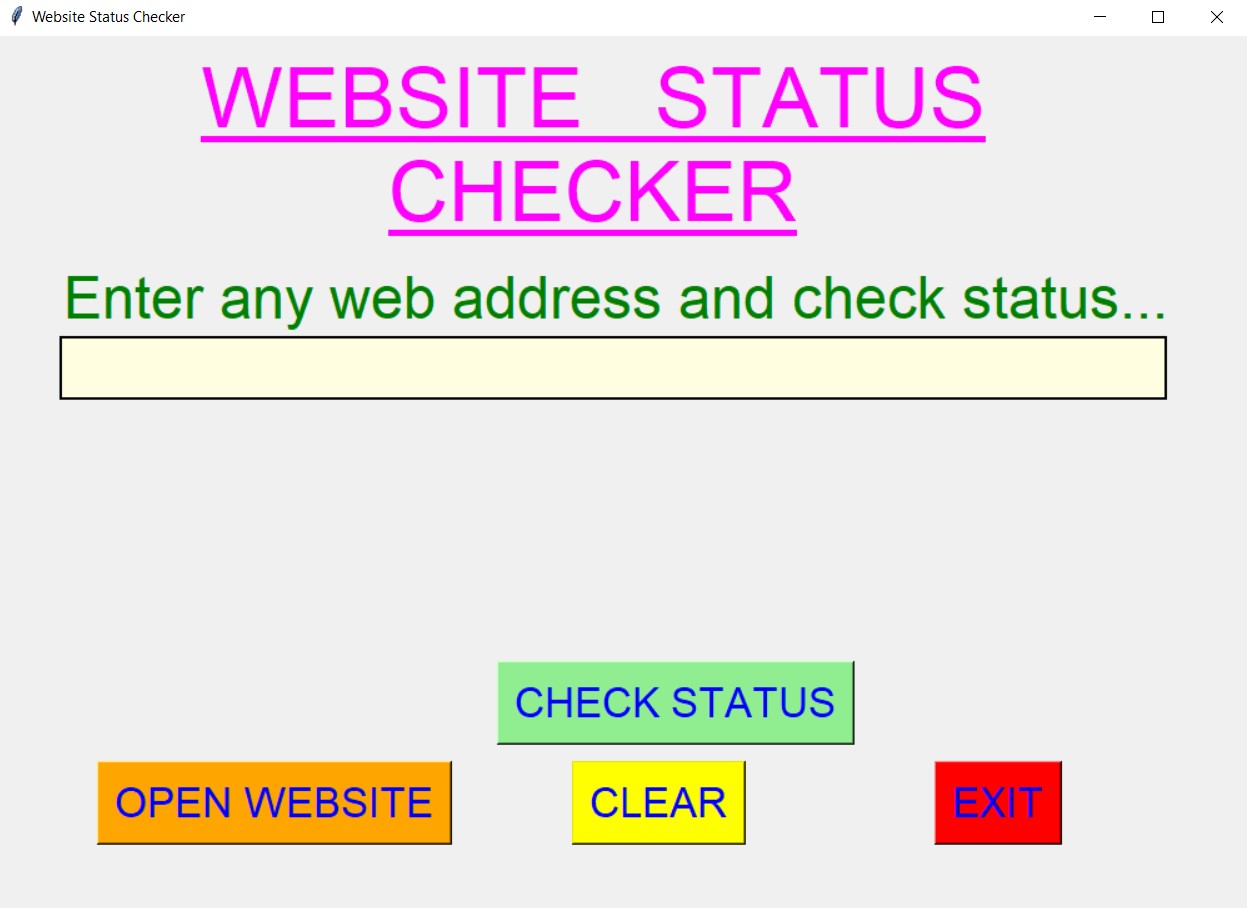 Website Status Checker
WEBSITE STATUS
CHECKER
Enter any web address and check status...
CHECK STATUS
OPEN WEBSITE
CLEAR
EXIT